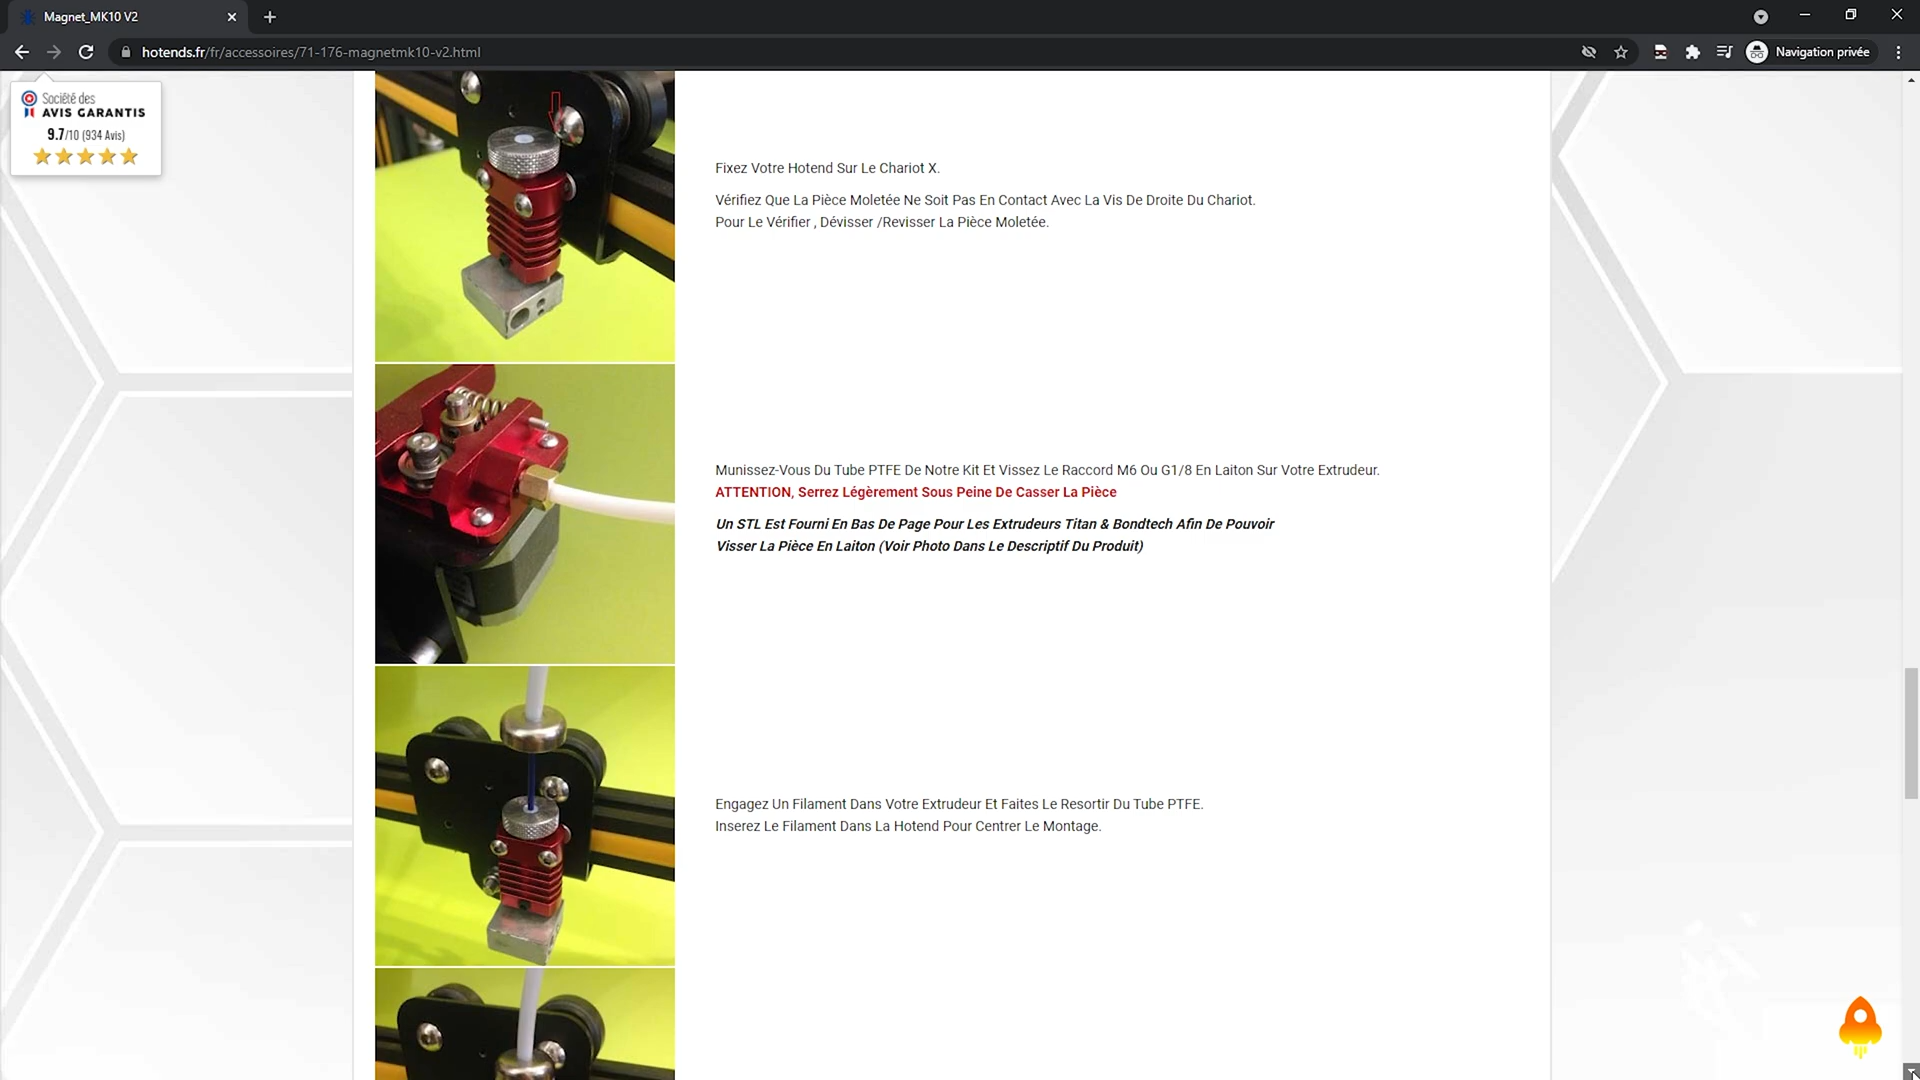 Magnet_MK10 V2
hotends.fr/fr/accessoires/71-176-magnetmk10-v2.html
Navigation privée
Société des
AVIS GARANTIS
9.7/10 (934 Avis)
Fixez Votre Hotend Sur Le Chariot X.
Vérifiez Que La Pièce Moletée Ne Soit Pas En Contact Avec La Vis De Droite Du Chariot.
Pour Le Vérifier , Dévisser /Revisser La Pièce Moletée.
Munissez-Vous Du Tube PTFE De Notre Kit Et Vissez Le Raccord M6 Ou G1/8 En Laiton Sur Votre Extrudeur.
ATTENTION, Serrez Légèrement Sous Peine De Casser La Pièce
Un STL Est Fourni En Bas De Page Pour Les Extrudeurs Titan & Bondtech Afin De Pouvoir
Visser La Pièce En Laiton (Voir Photo Dans Le Descriptif Du Produit)
Engagez Un Filament Dans Votre Extrudeur Et Faites Le Resortir Du Tube PTFE.
Inserez Le Filament Dans La Hotend Pour Centrer Le Montage.